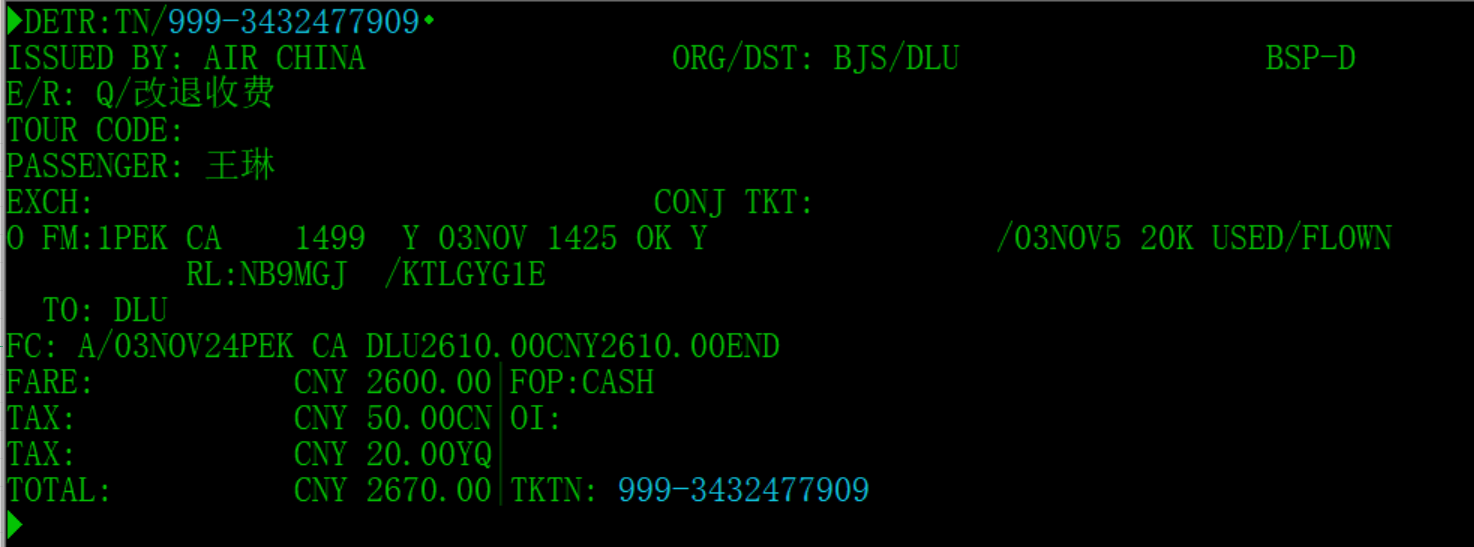 ▶DETR:TN/999-3432477909•
ISSUED BY: AIR CHINA ORG/DST: BJS/DLU BSP-D
E/R: Q/改退收费
TOUR CODE:
PASSENGER: 王琳
EXCH: CONJ TKT:
O FM:1PEK CA 1499 Y 03NOV 1425 OK Y /03NOV5 20K USED/FLOWN
RL:NB9MGJ /KTLGYG1E
TO: DLU
FC: A/03NOV24PEK CA DLU2610.00CNY2610.00END
FARE: CNY 2600.00 FOP:CASH
TAX: CNY 50.00CN OI:
TAX: CNY 20.00YQ
TOTAL: CNY 2670.00 TKTN: 999-3432477909
▶